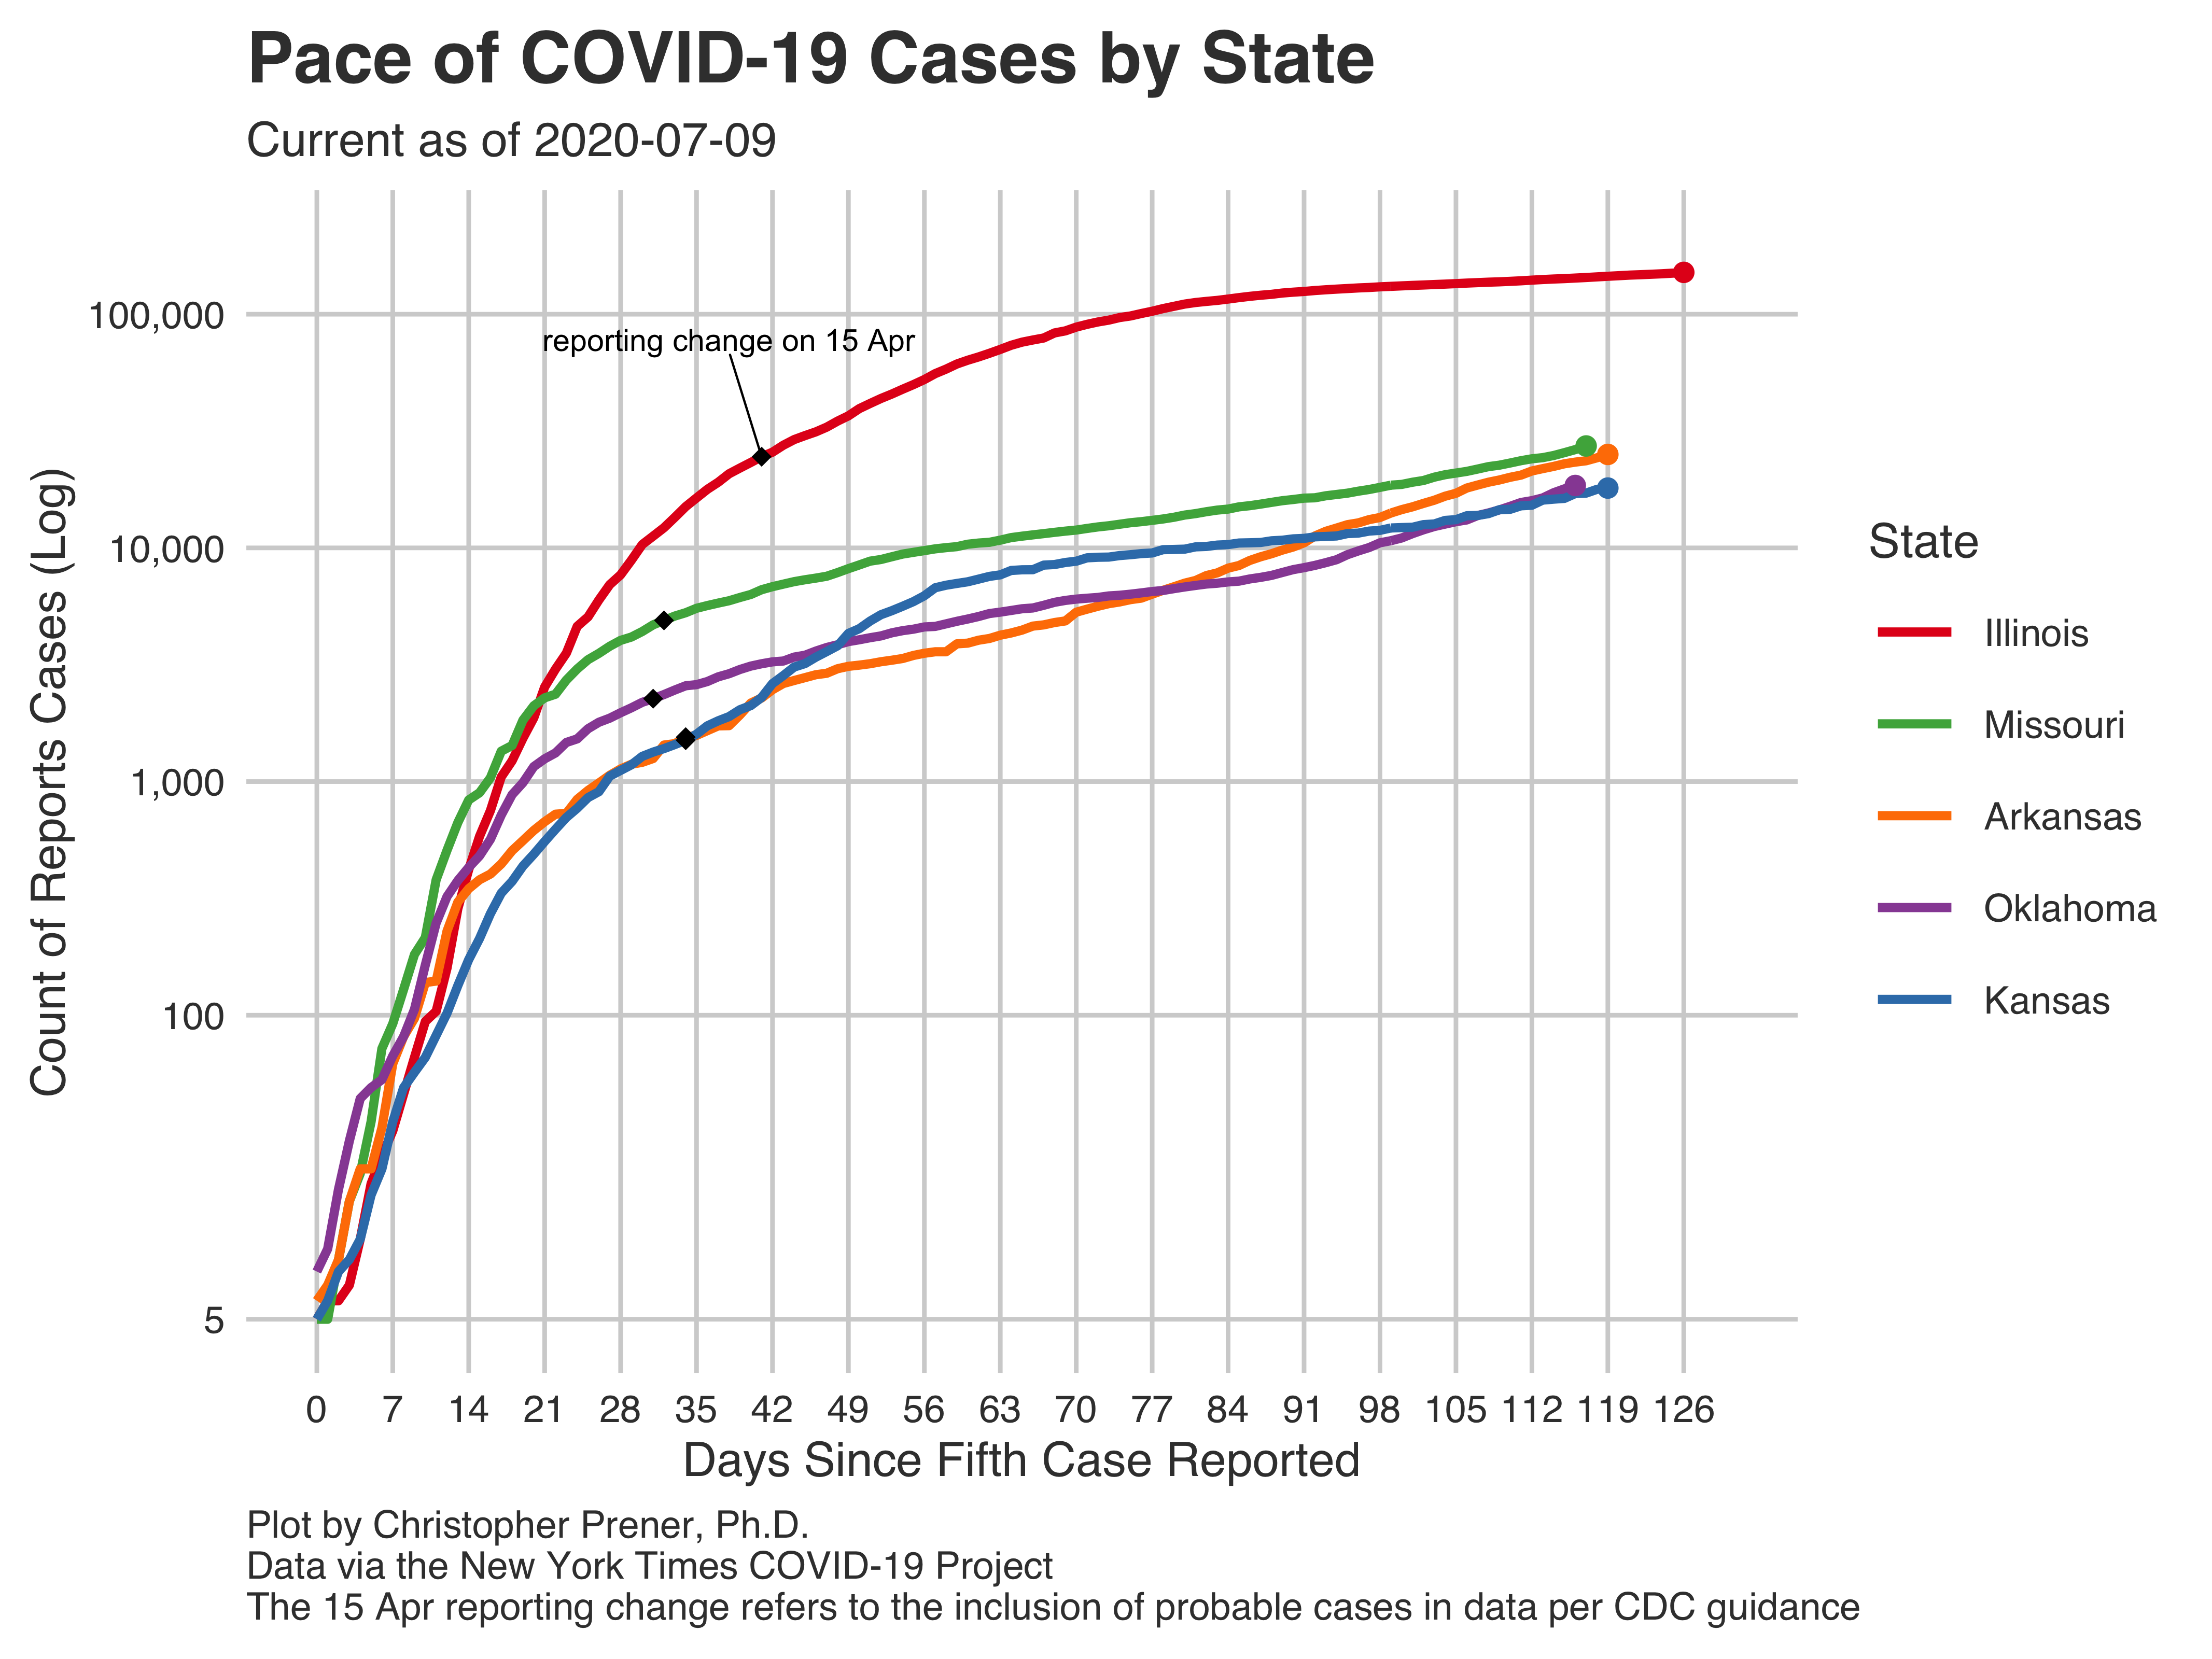 Pace of COVID-19 Cases by State
Current as of 2020-07-09
100,000
10,000
1,000
100
5
Count of Reports Cases (Log)
reporting change on 15 Apr
State
Illinois
Missouri
Arkansas
Oklahoma
Kansas
0 7 14 21 28 35 42 49 56 63 70 77 84 91 98 105 112 119 126
Days Since Fifth Case Reported
Plot by Christopher Prener, Ph.D.
Data via the New York Times COVID-19 Project
The 15 Apr reporting change refers to the inclusion of probable cases in data per CDC guidance